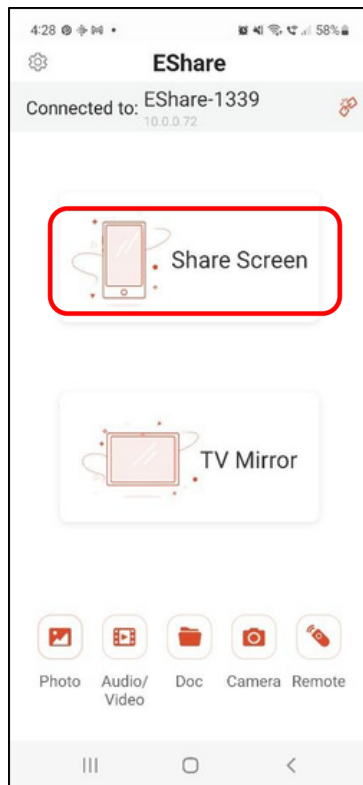 4:28 58%
EShare
Connected to: EShare-1339
10.0.0.72
Share Screen
TV Mirror
Photo Audio/ Doc Camera Remote
Video